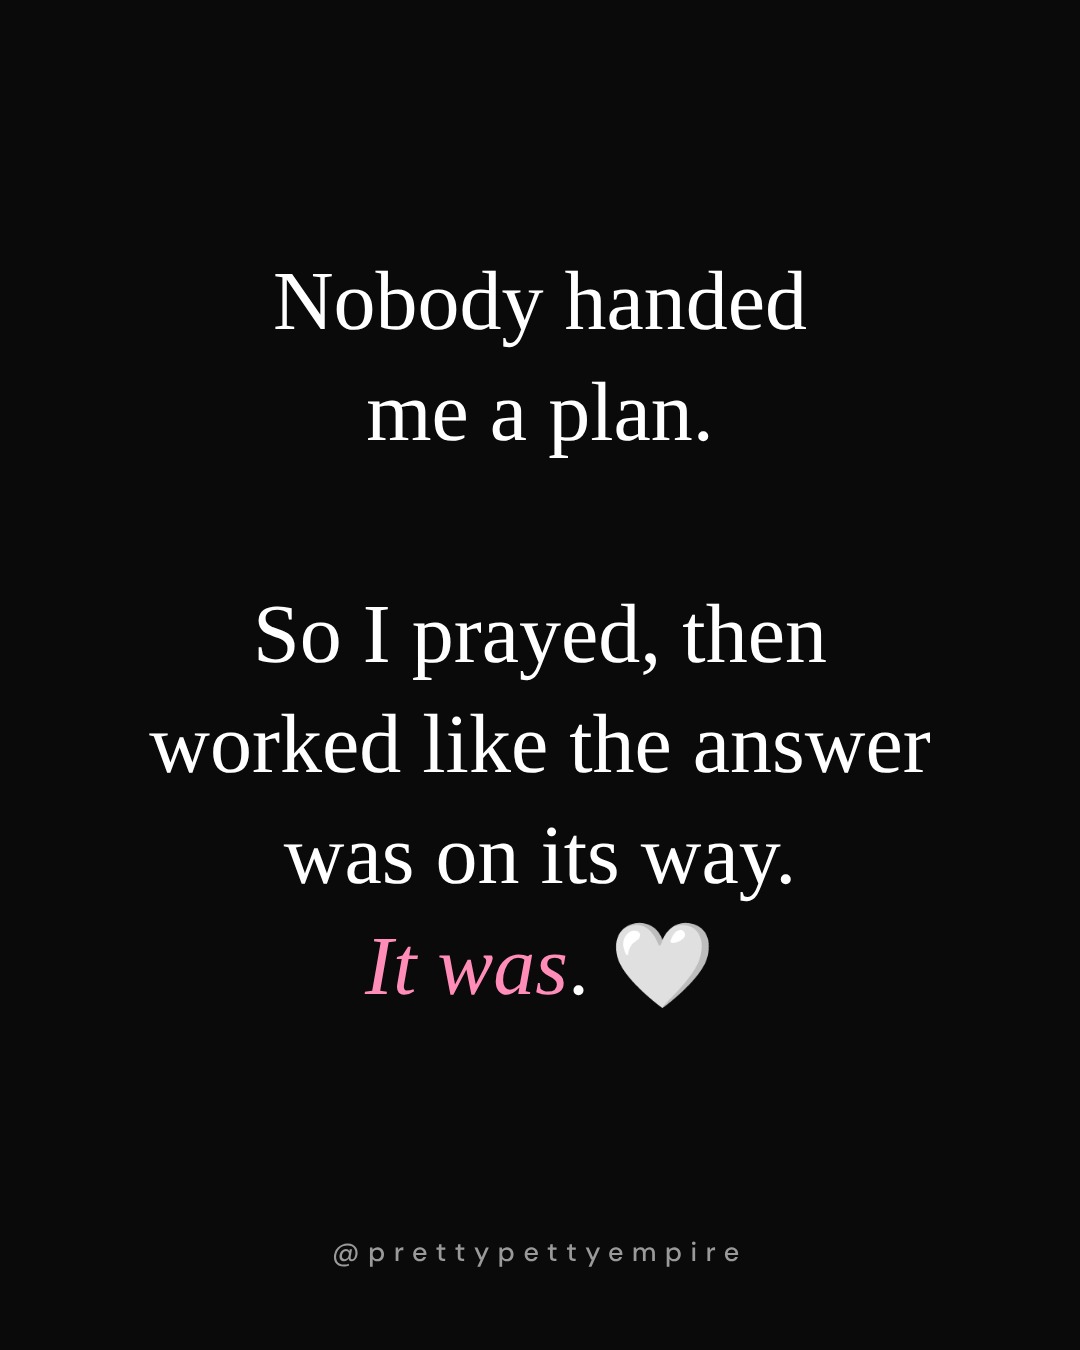 Nobody handed
me a plan.
So I prayed, then
worked like the answer
was on its way.
It was. 🤍
@prettypettyempire